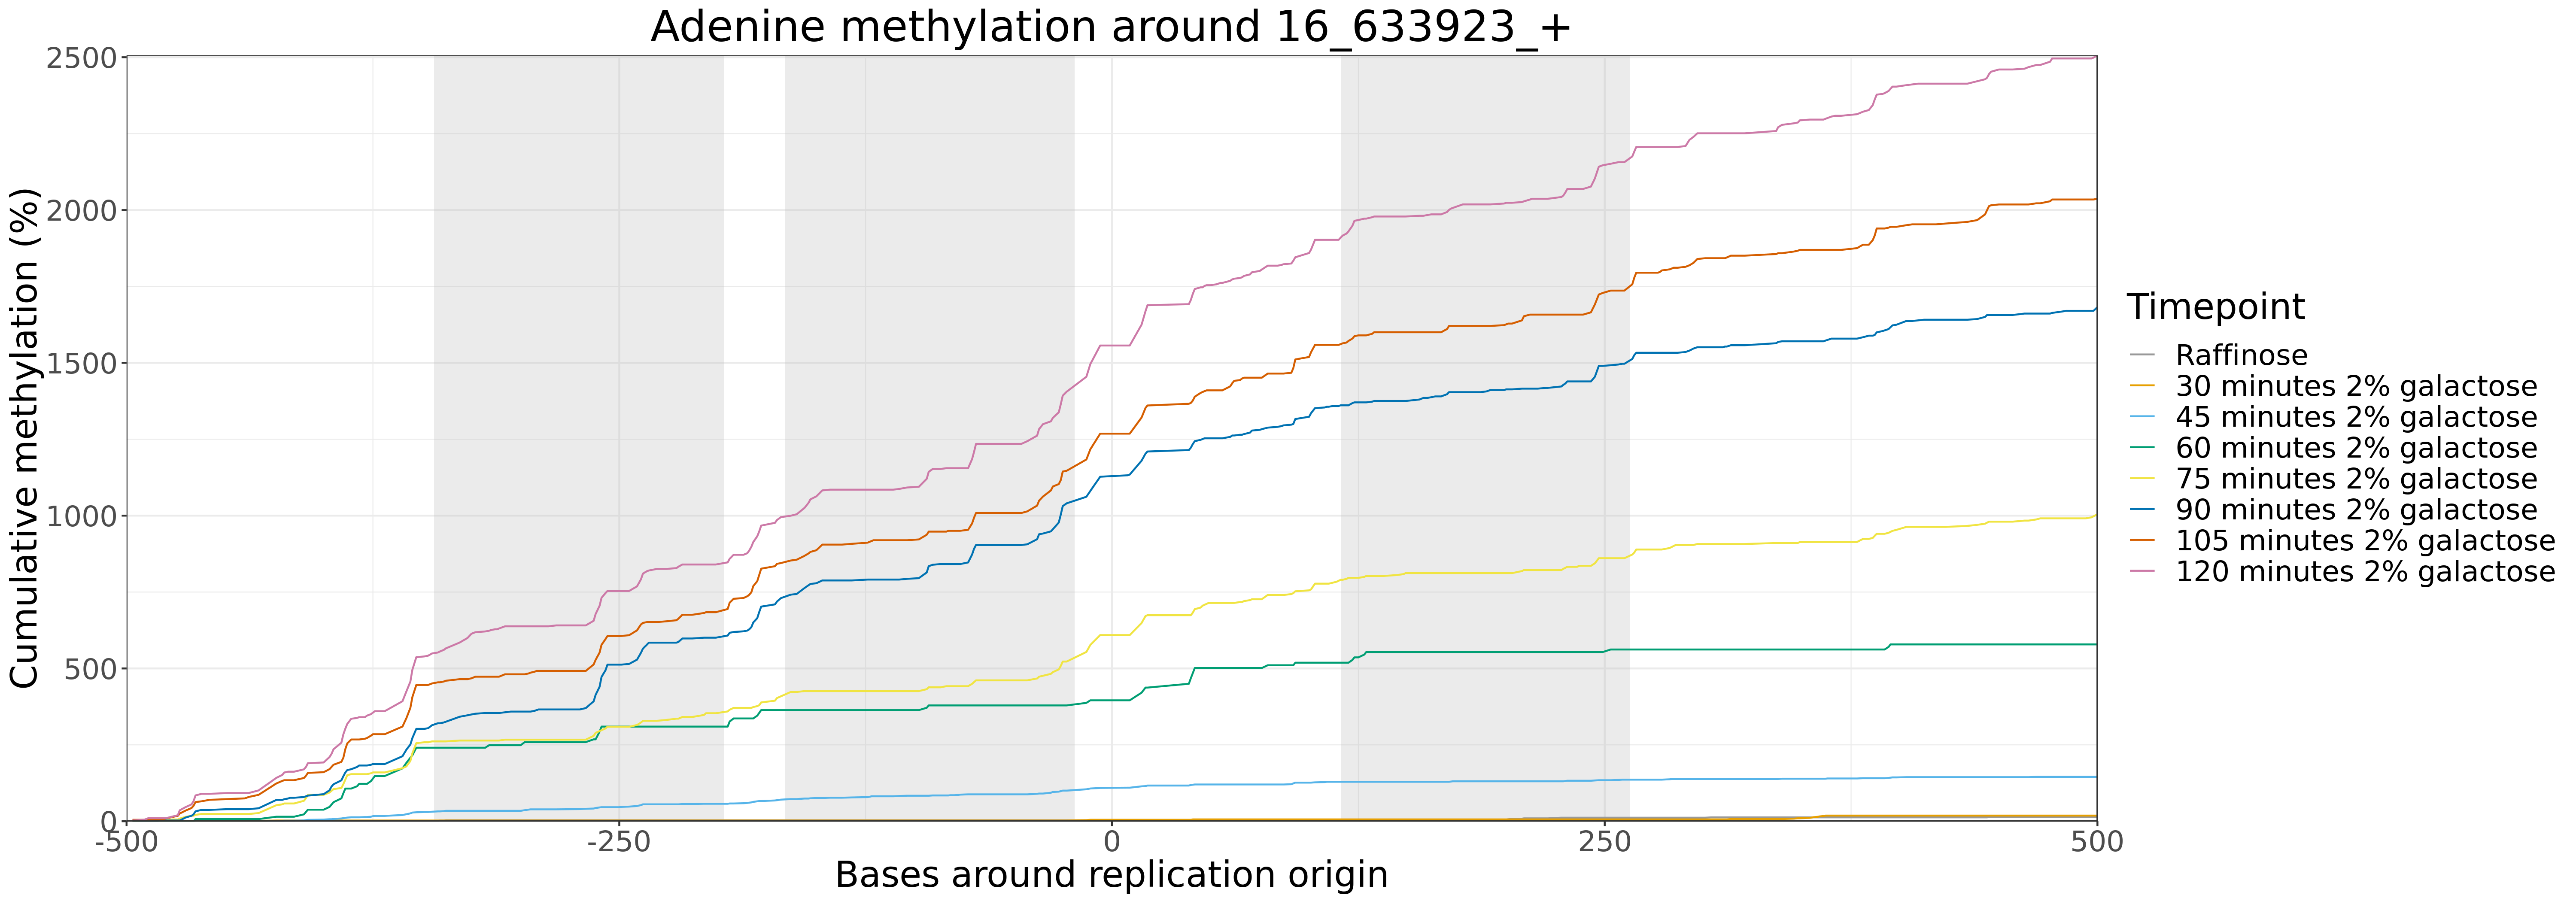 Adenine methylation around 16_633923_+
Cumulative methylation (%)
2500
2000
1500
1000
500
0
-500
-250
0
250
500
Bases around replication origin
Timepoint
Raffinose
30 minutes 2% galactose
45 minutes 2% galactose
60 minutes 2% galactose
75 minutes 2% galactose
90 minutes 2% galactose
105 minutes 2% galactose
120 minutes 2% galactose